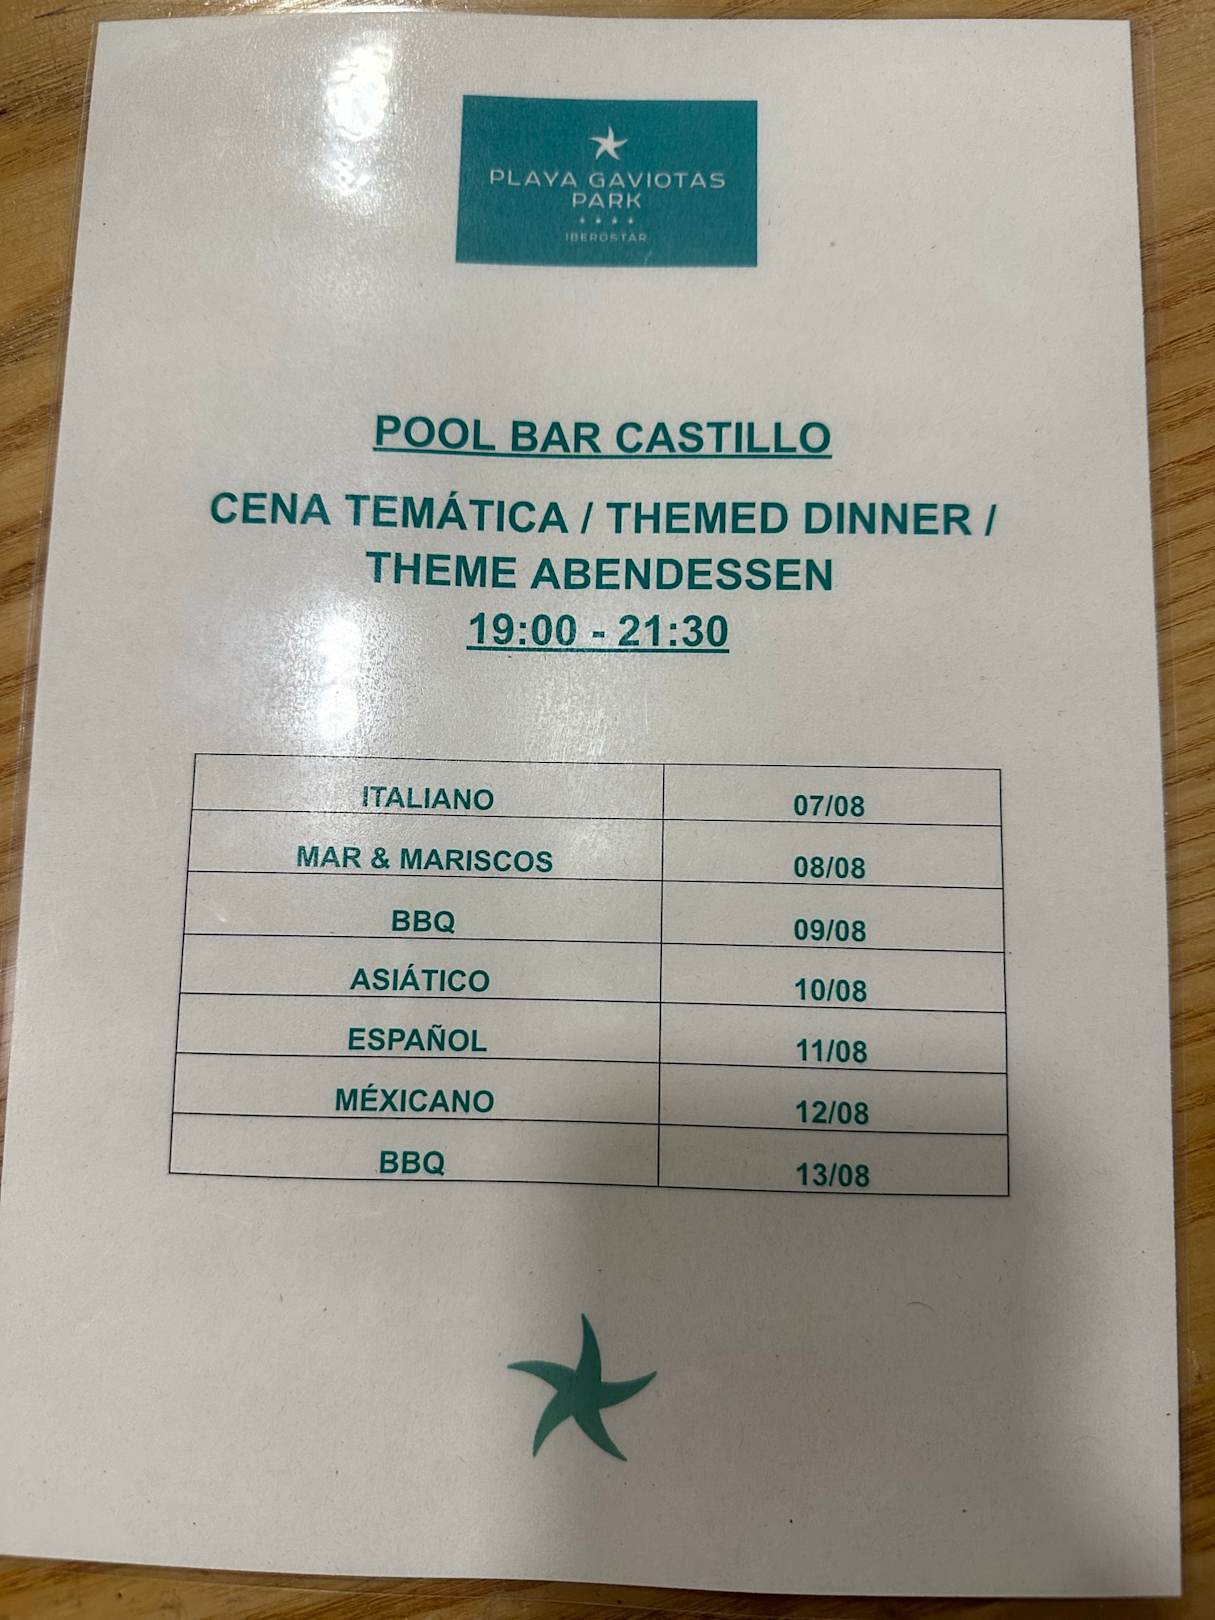 PLAYA GAVIOTAS
PARK
IBEROSTAR
POOL BAR CASTILLO
CENA TEMÁTICA / THEMED DINNER /
THEME ABENDESSEN
19:00 - 21:30
ITALIANO 07/08
MAR & MARISCOS 08/08
BBQ 09/08
ASIÁTICO 10/08
ESPAÑOL 11/08
MÉXICANO 12/08
BBQ 13/08